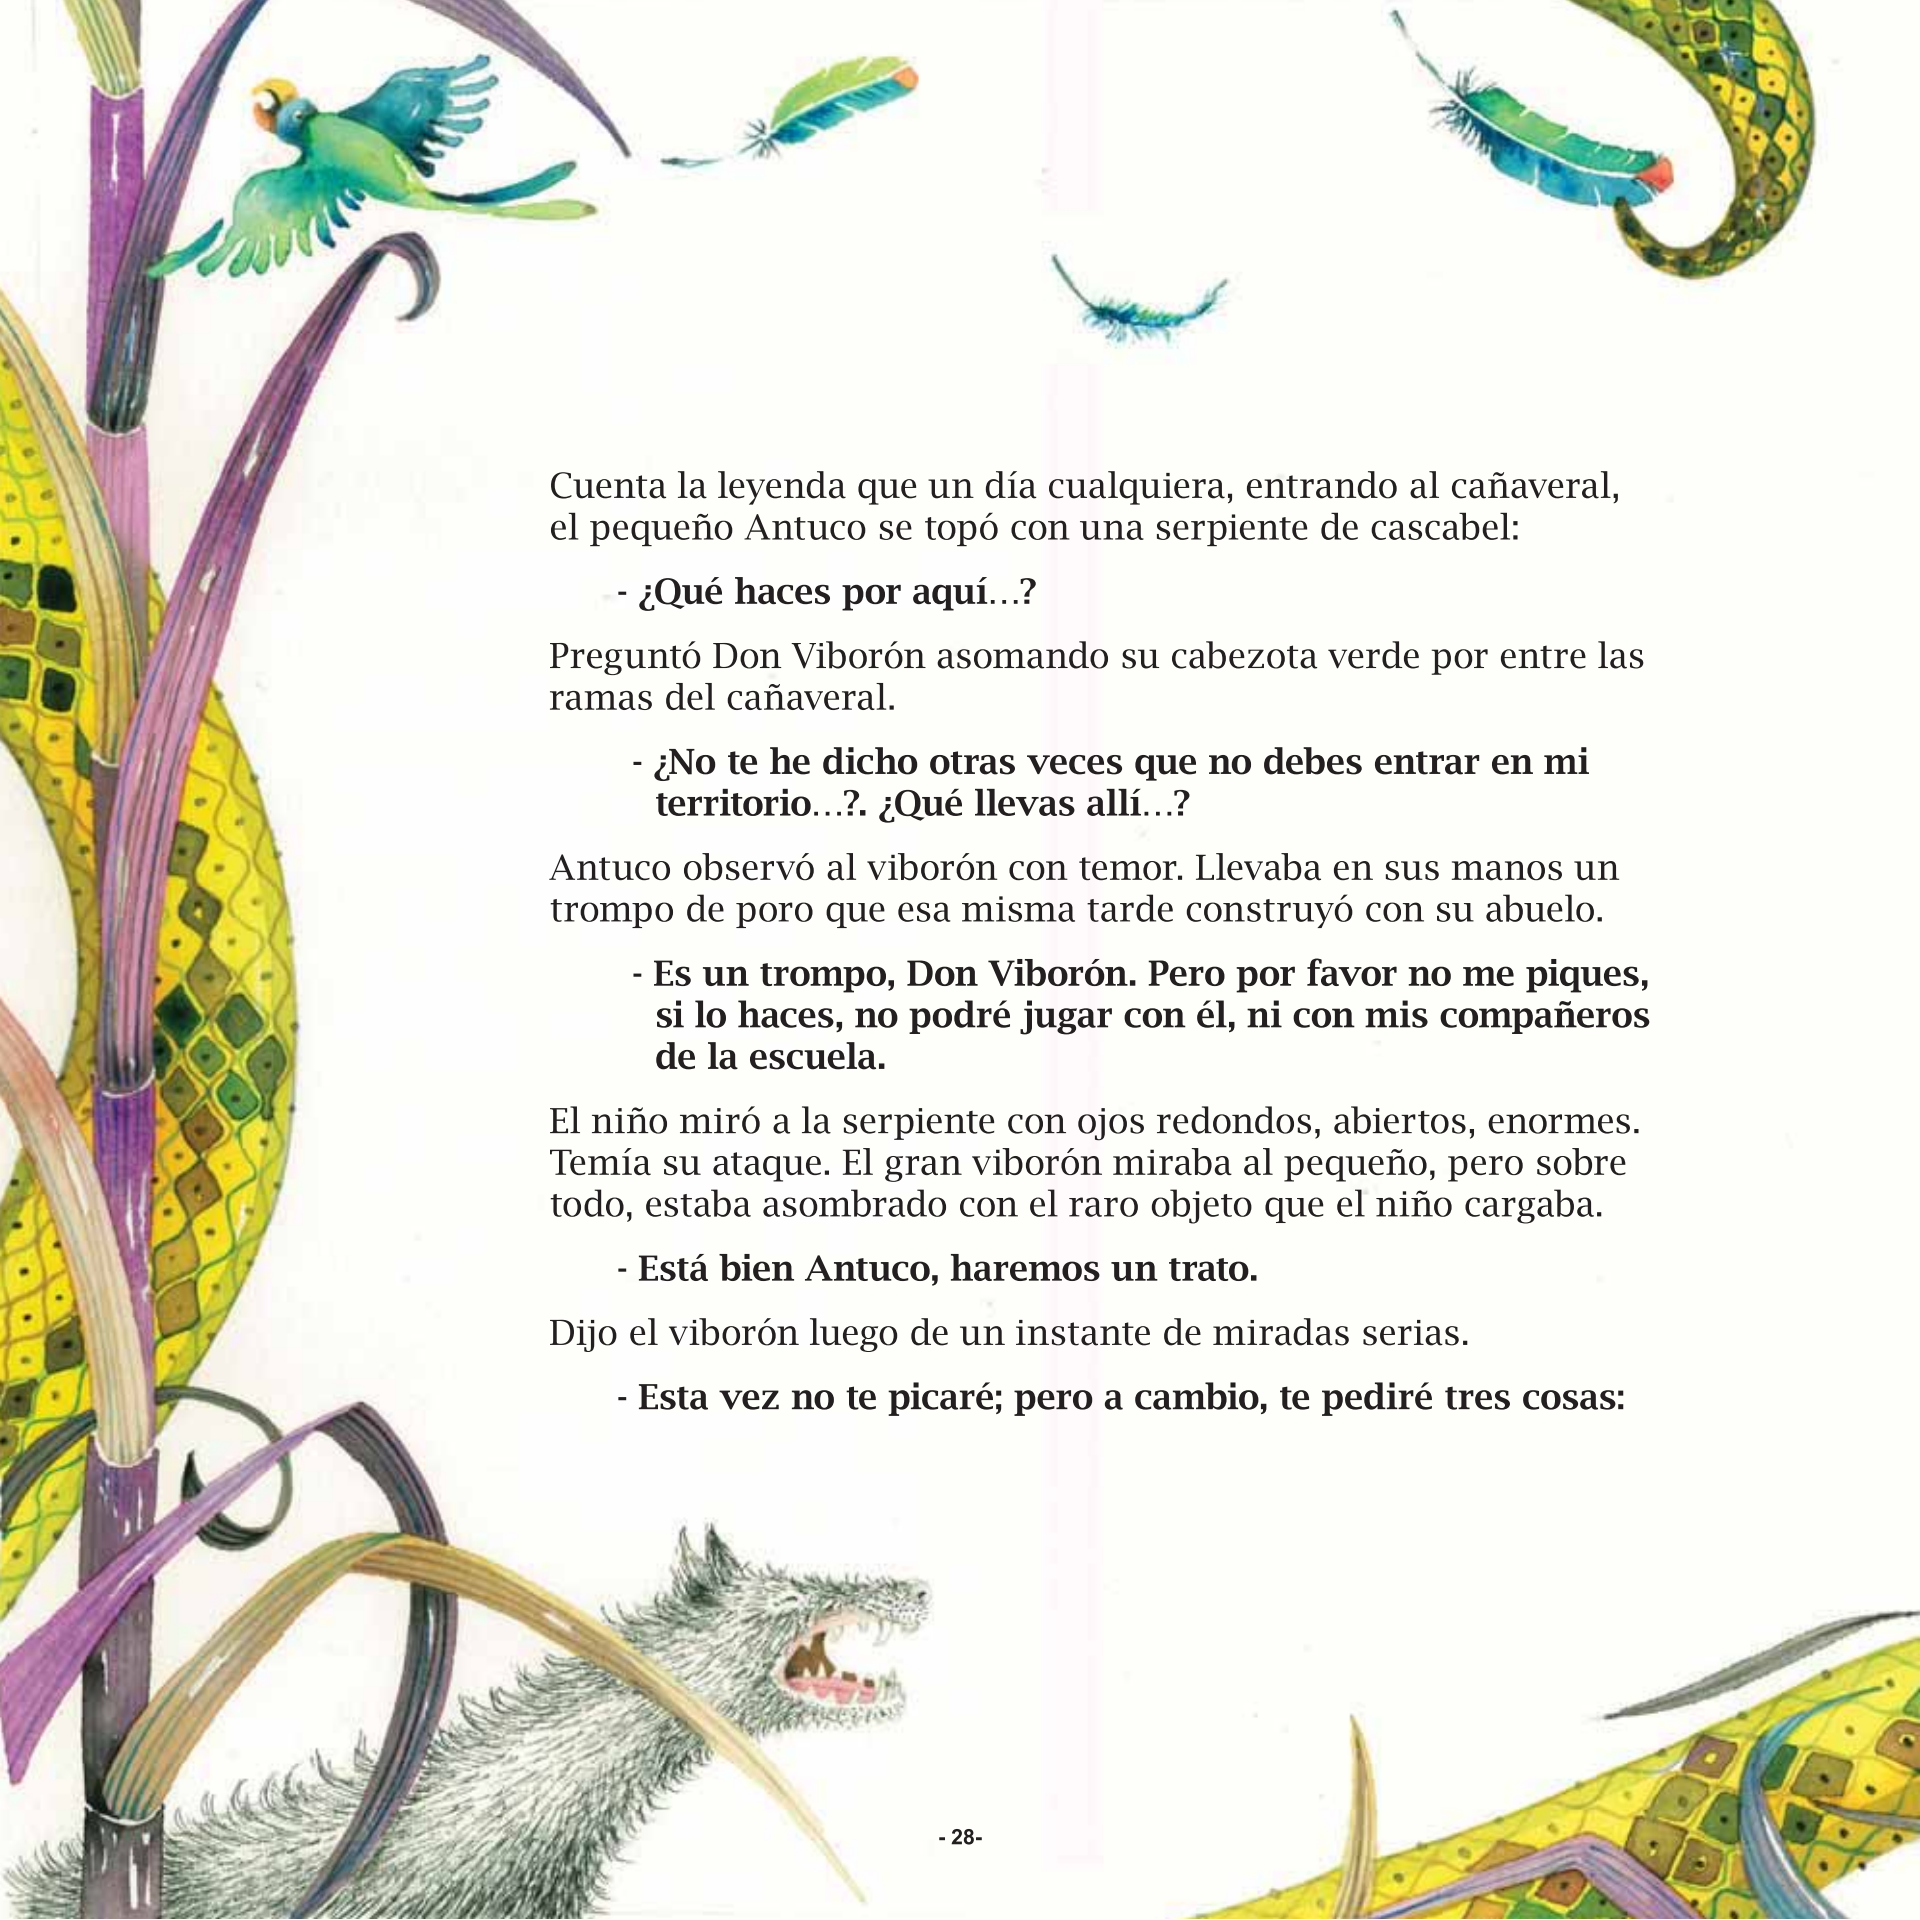 Cuenta la leyenda que un día cualquiera, entrando al cañaveral,
el pequeño Antuco se topó con una serpiente de cascabel:
- ¿Qué haces por aquí...?
Preguntó Don Viborón asomando su cabezota verde por entre las
ramas del cañaveral.
- ¿No te he dicho otras veces que no debes entrar en mi
territorio...?. ¿Qué llevas allí...?
Antuco observó al viborón con temor. Llevaba en sus manos un
trompo de poro que esa misma tarde construyó con su abuelo.
- Es un trompo, Don Viborón. Pero por favor no me piques,
si lo haces, no podré jugar con él, ni con mis compañeros
de la escuela.
El niño miró a la serpiente con ojos redondos, abiertos, enormes.
Temía su ataque. El gran viborón miraba al pequeño, pero sobre
todo, estaba asombrado con el raro objeto que el niño cargaba.
- Está bien Antuco, haremos un trato.
Dijo el viborón luego de un instante de miradas serias.
- Esta vez no te picaré; pero a cambio, te pediré tres cosas:
- 28-